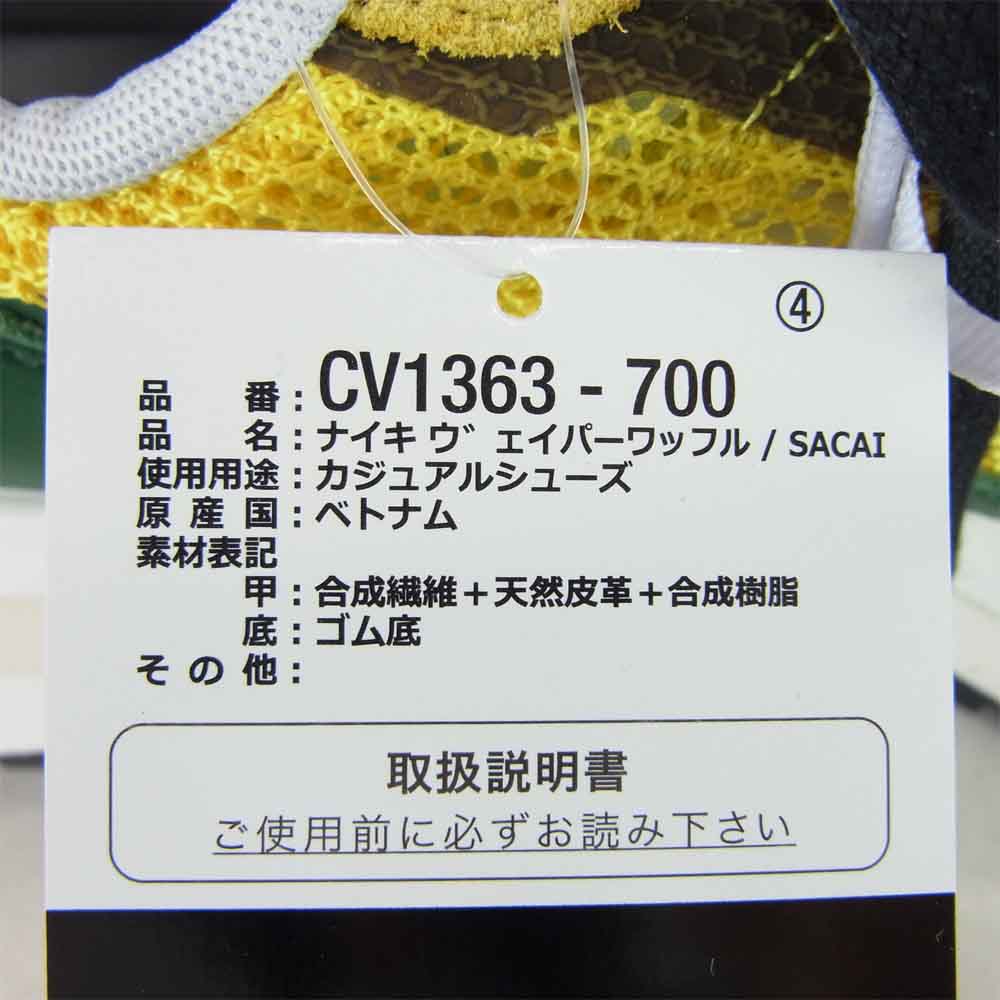 ④
品番：CV1363 - 700
品名：ナイキ ヴェイパーワッフル / SACAI
使用用途：カジュアルシューズ
原産国：ベトナム
素材表記
甲：合成繊維＋天然皮革＋合成樹脂
底：ゴム底
その他：
取扱説明書
ご使用前に必ずお読み下さい